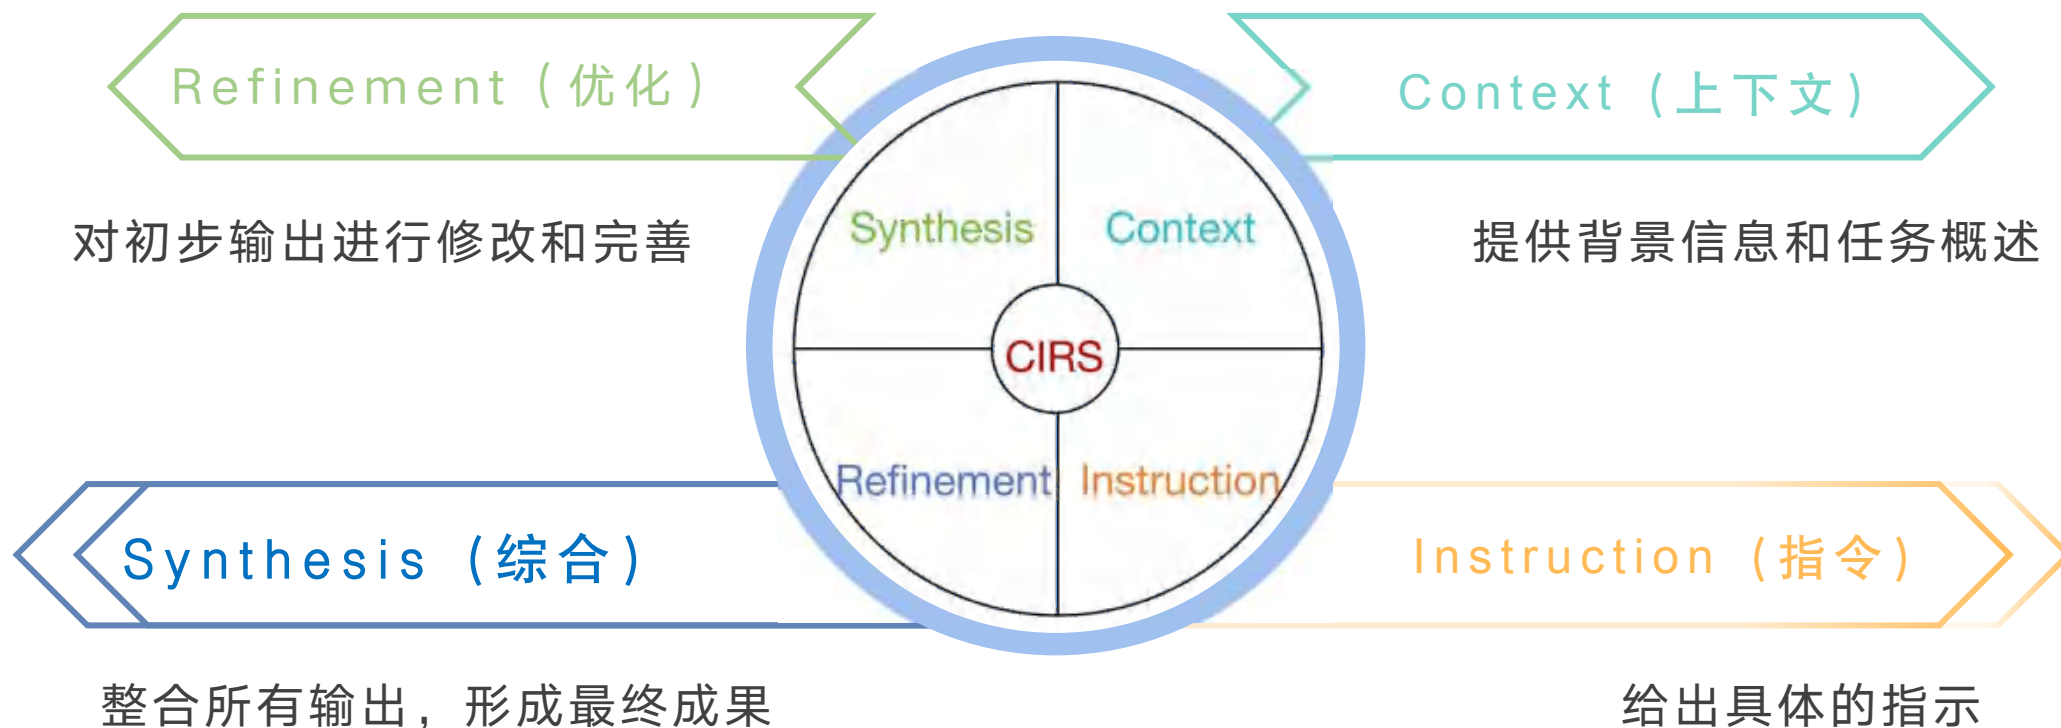 Refinement（优化）
Context（上下文）
对初步输出进行修改和完善
提供背景信息和任务概述
Synthesis
Context
CIRS
Refinement
Instruction
Synthesis（综合）
Instruction（指令）
整合所有输出，形成最终成果
给出具体的指示